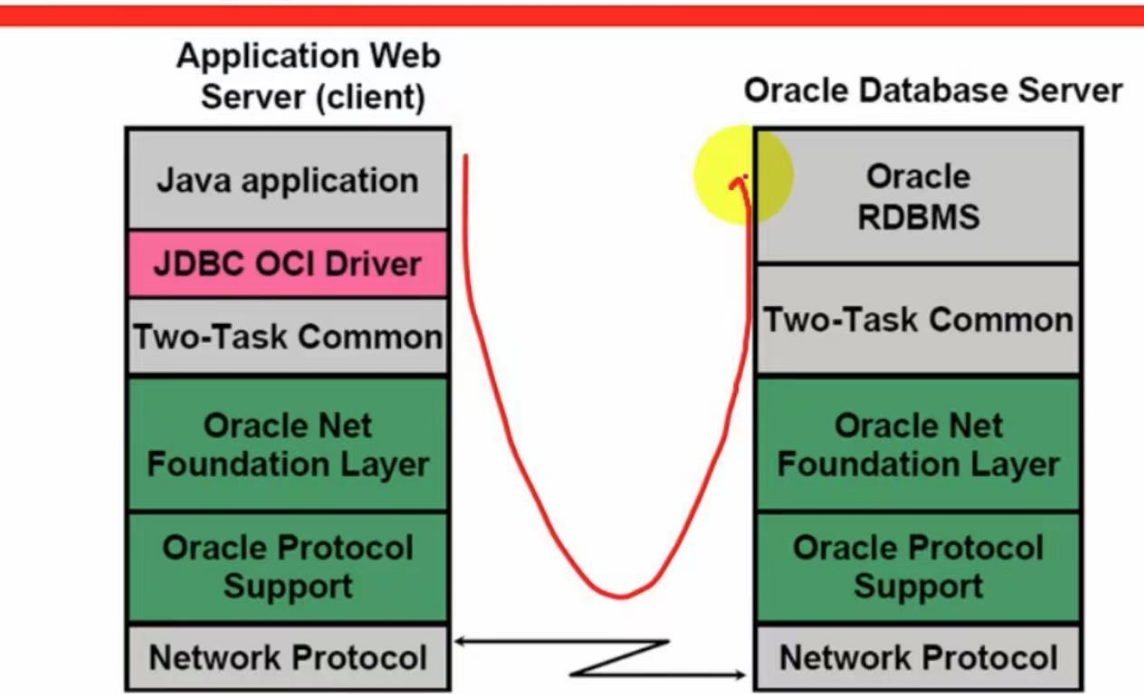 Application Web
Server (client)
Java application
JDBC OCI Driver
Two-Task Common
Oracle Net
Foundation Layer
Oracle Protocol
Support
Network Protocol
Oracle Database Server
Oracle
RDBMS
Two-Task Common
Oracle Net
Foundation Layer
Oracle Protocol
Support
Network Protocol